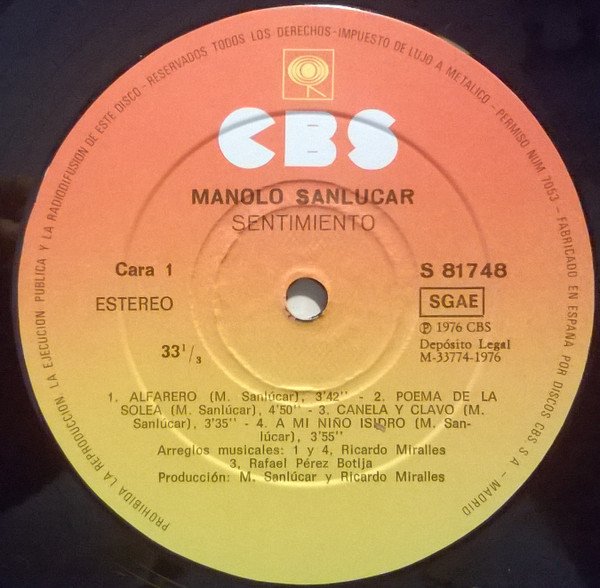 PROHIBIDA LA REPRODUCCION LA EJECUCION PUBLICA Y LA RADIODIFUSION DE ESTE DISCO - RESERVADOS TODOS LOS DERECHOS - IMPUESTO DE LUJO A METALICO - PERMISO NUM 7053 - FABRICADO EN ESPAÑA POR DISCOS CBS S A - MADRID
CBS
MANOLO SANLUCAR
SENTIMIENTO
Cara 1
ESTEREO
33 1/3
S 81748
SGAE
℗ 1976 CBS
Depósito Legal
M-33774-1976
1. ALFARERO (M. Sanlúcar), 3'42'' - 2. POEMA DE LA
SOLEA (M. Sanlúcar), 4'50'' - 3. CANELA Y CLAVO (M.
Sanlúcar), 3'35'' - 4. A MI NIÑO ISIDRO (M. San-
lúcar), 3'55''
Arreglos musicales: 1 y 4, Ricardo Miralles
3, Rafael Pérez Botija
Producción: M. Sanlúcar y Ricardo Miralles